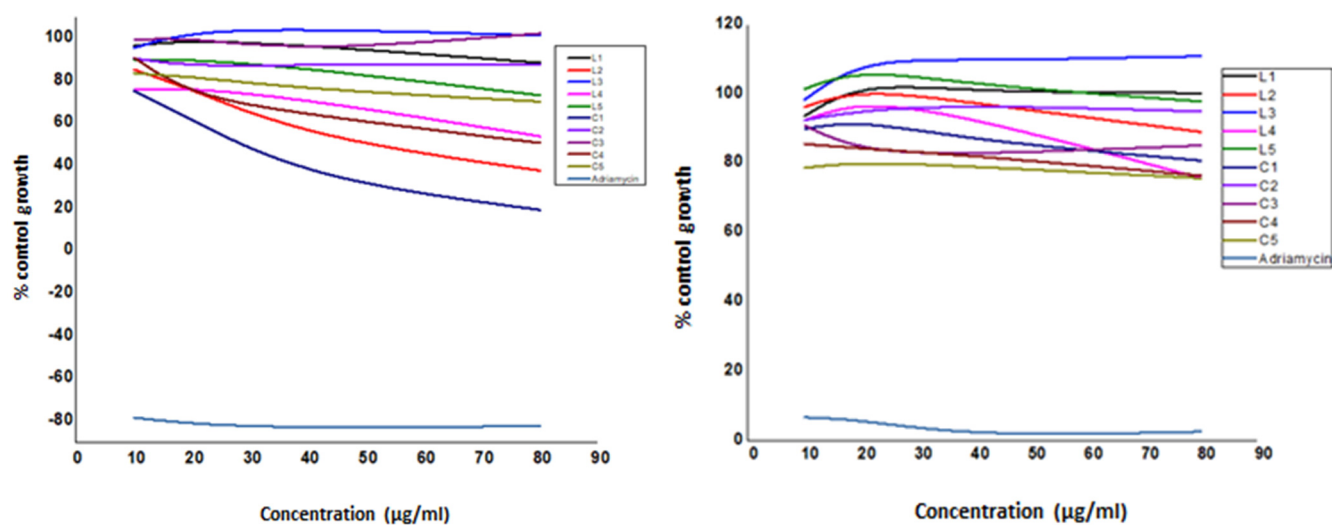 % control growth
100
80
60
40
20
0
-20
-40
-60
-80
0 10 20 30 40 50 60 70 80 90
Concentration (µg/ml)
L1
L2
L3
L4
L5
C1
C2
C3
C4
C5
Adriamycin
% control growth
120
100
80
60
40
20
0
0 10 20 30 40 50 60 70 80 90
Concentration (µg/ml)
L1
L2
L3
L4
L5
C1
C2
C3
C4
C5
Adriamycin